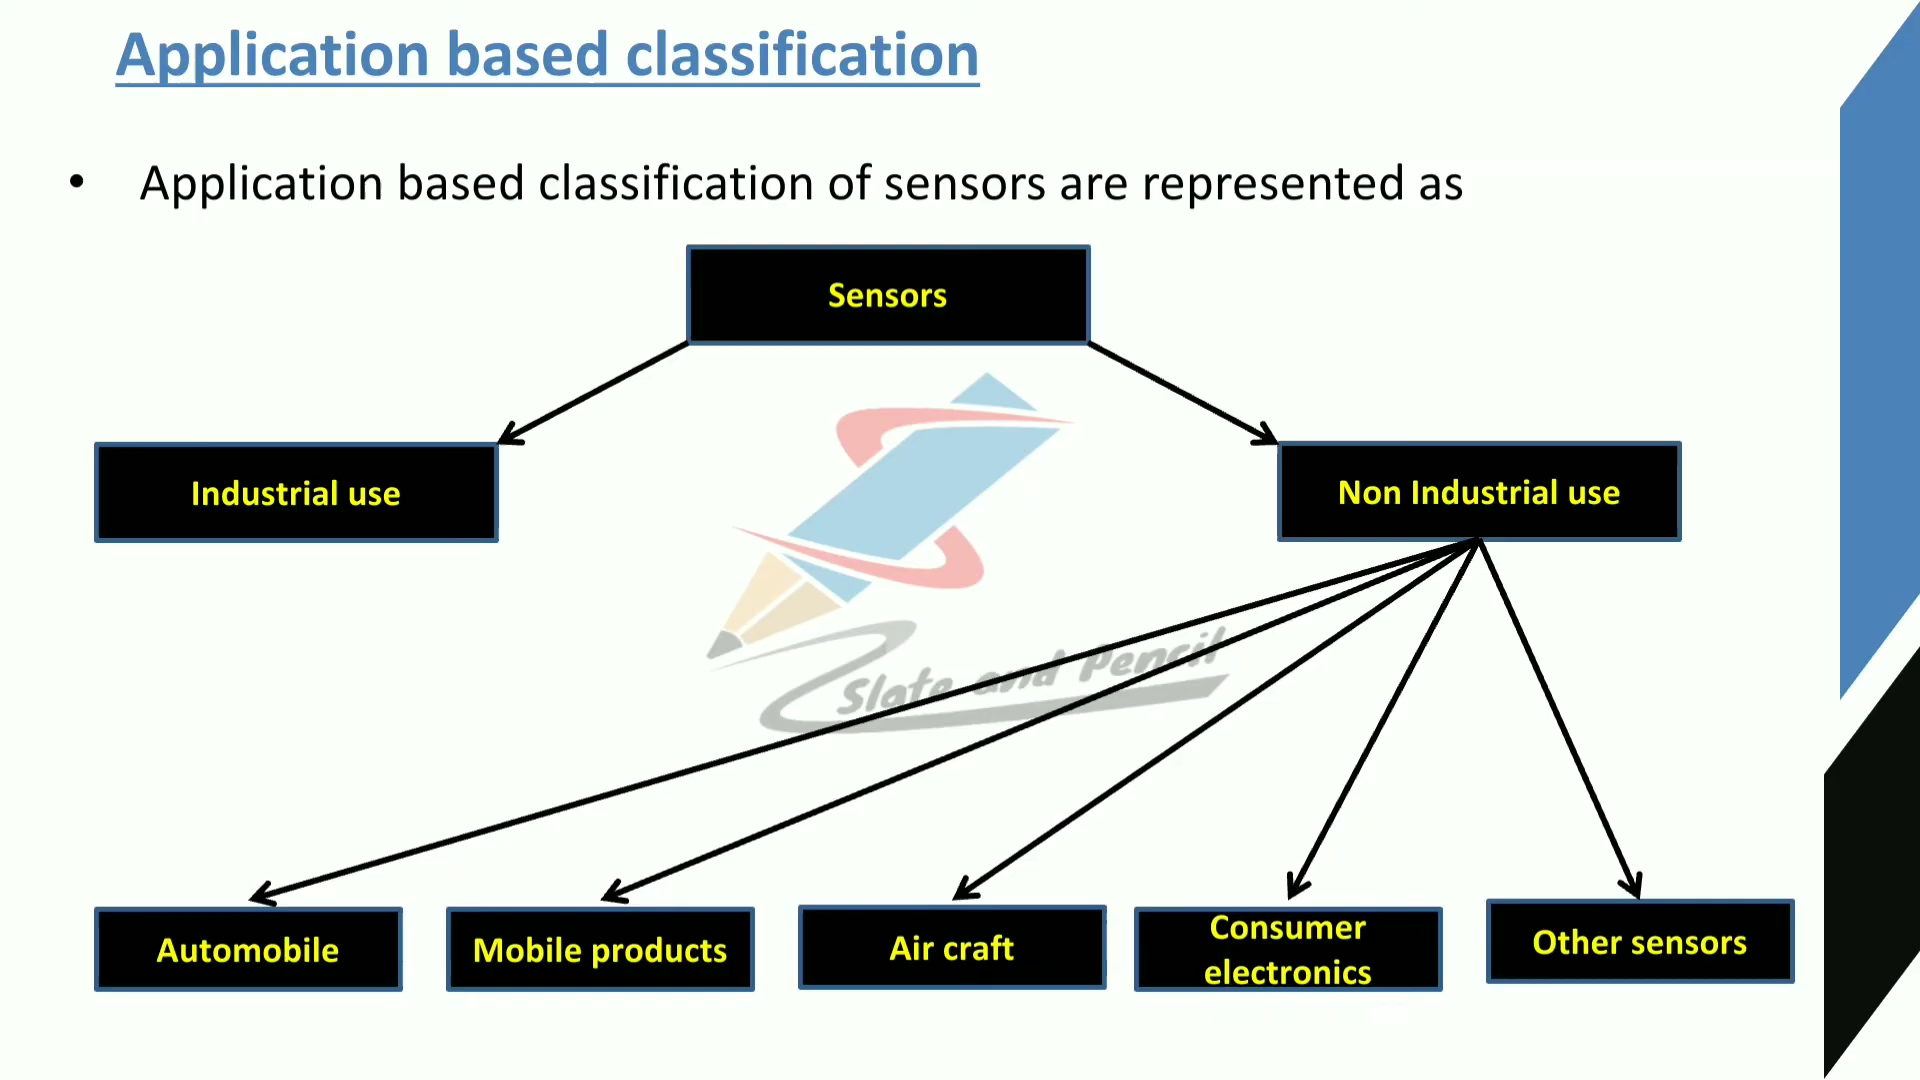 Application based classification
• Application based classification of sensors are represented as
Sensors
Industrial use
Non Industrial use
Slate and Pencil
Automobile
Mobile products
Air craft
Consumer
electronics
Other sensors